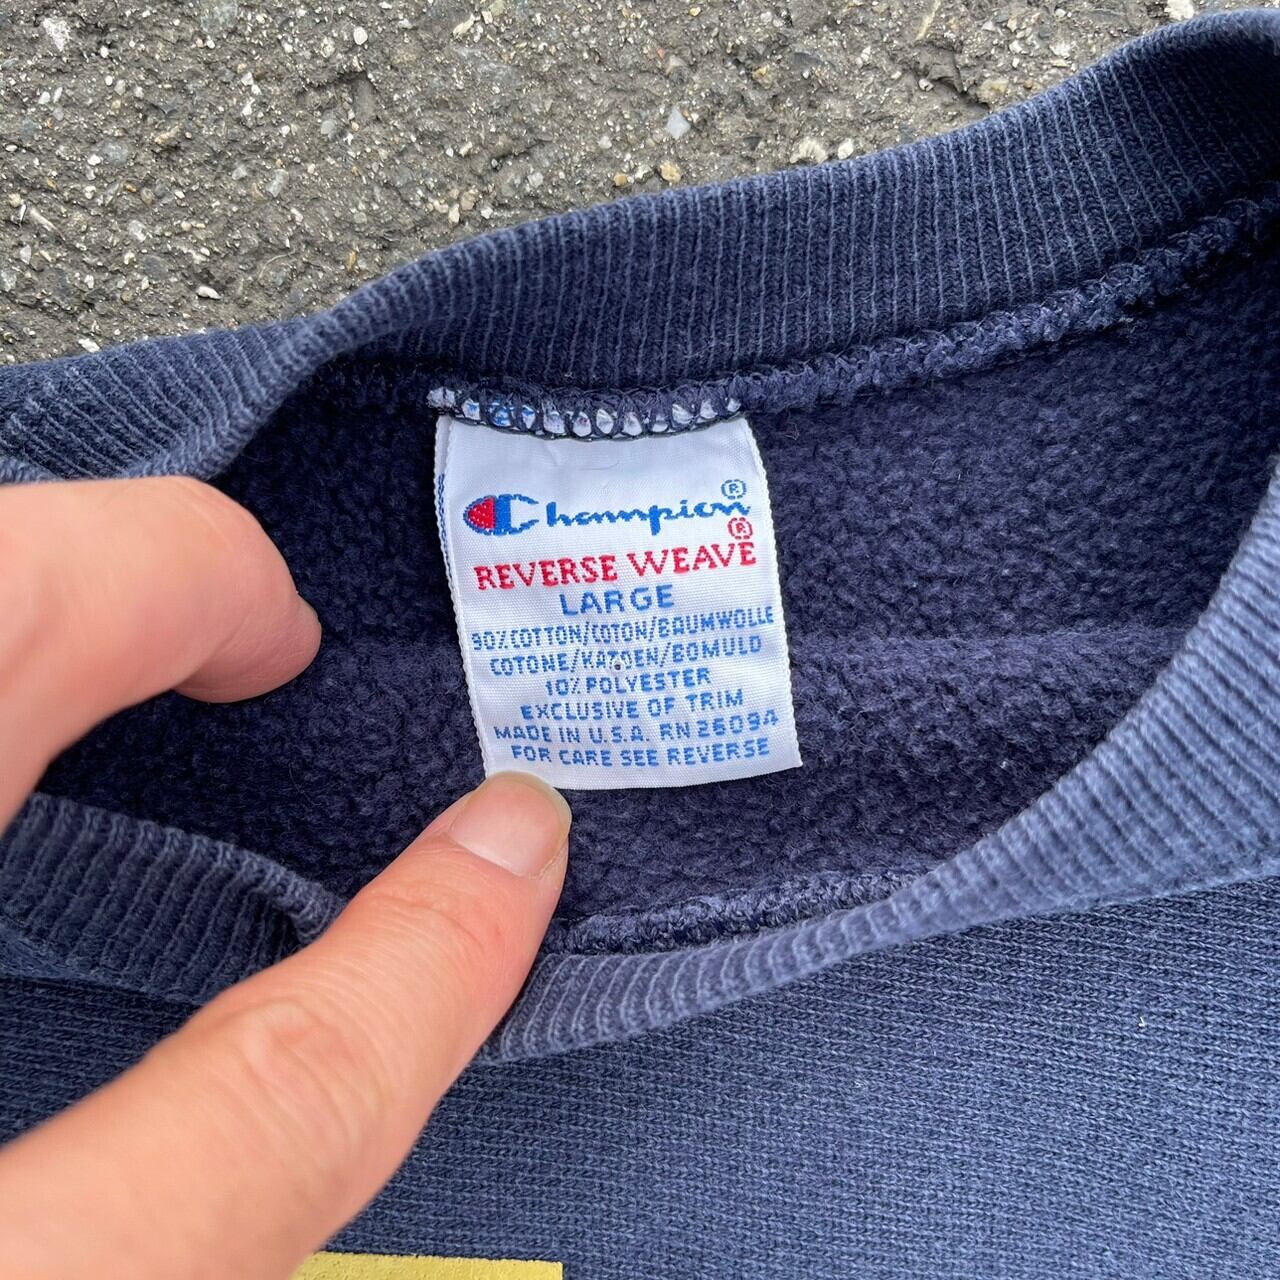 Champion®
REVERSE WEAVE®
LARGE
90%COTTON/COTON/BAUMWOLLE
COTONE/KATOEN/BOMULD
10% POLYESTER
EXCLUSIVE OF TRIM
MADE IN U.S.A. RN 26094
FOR CARE SEE REVERSE